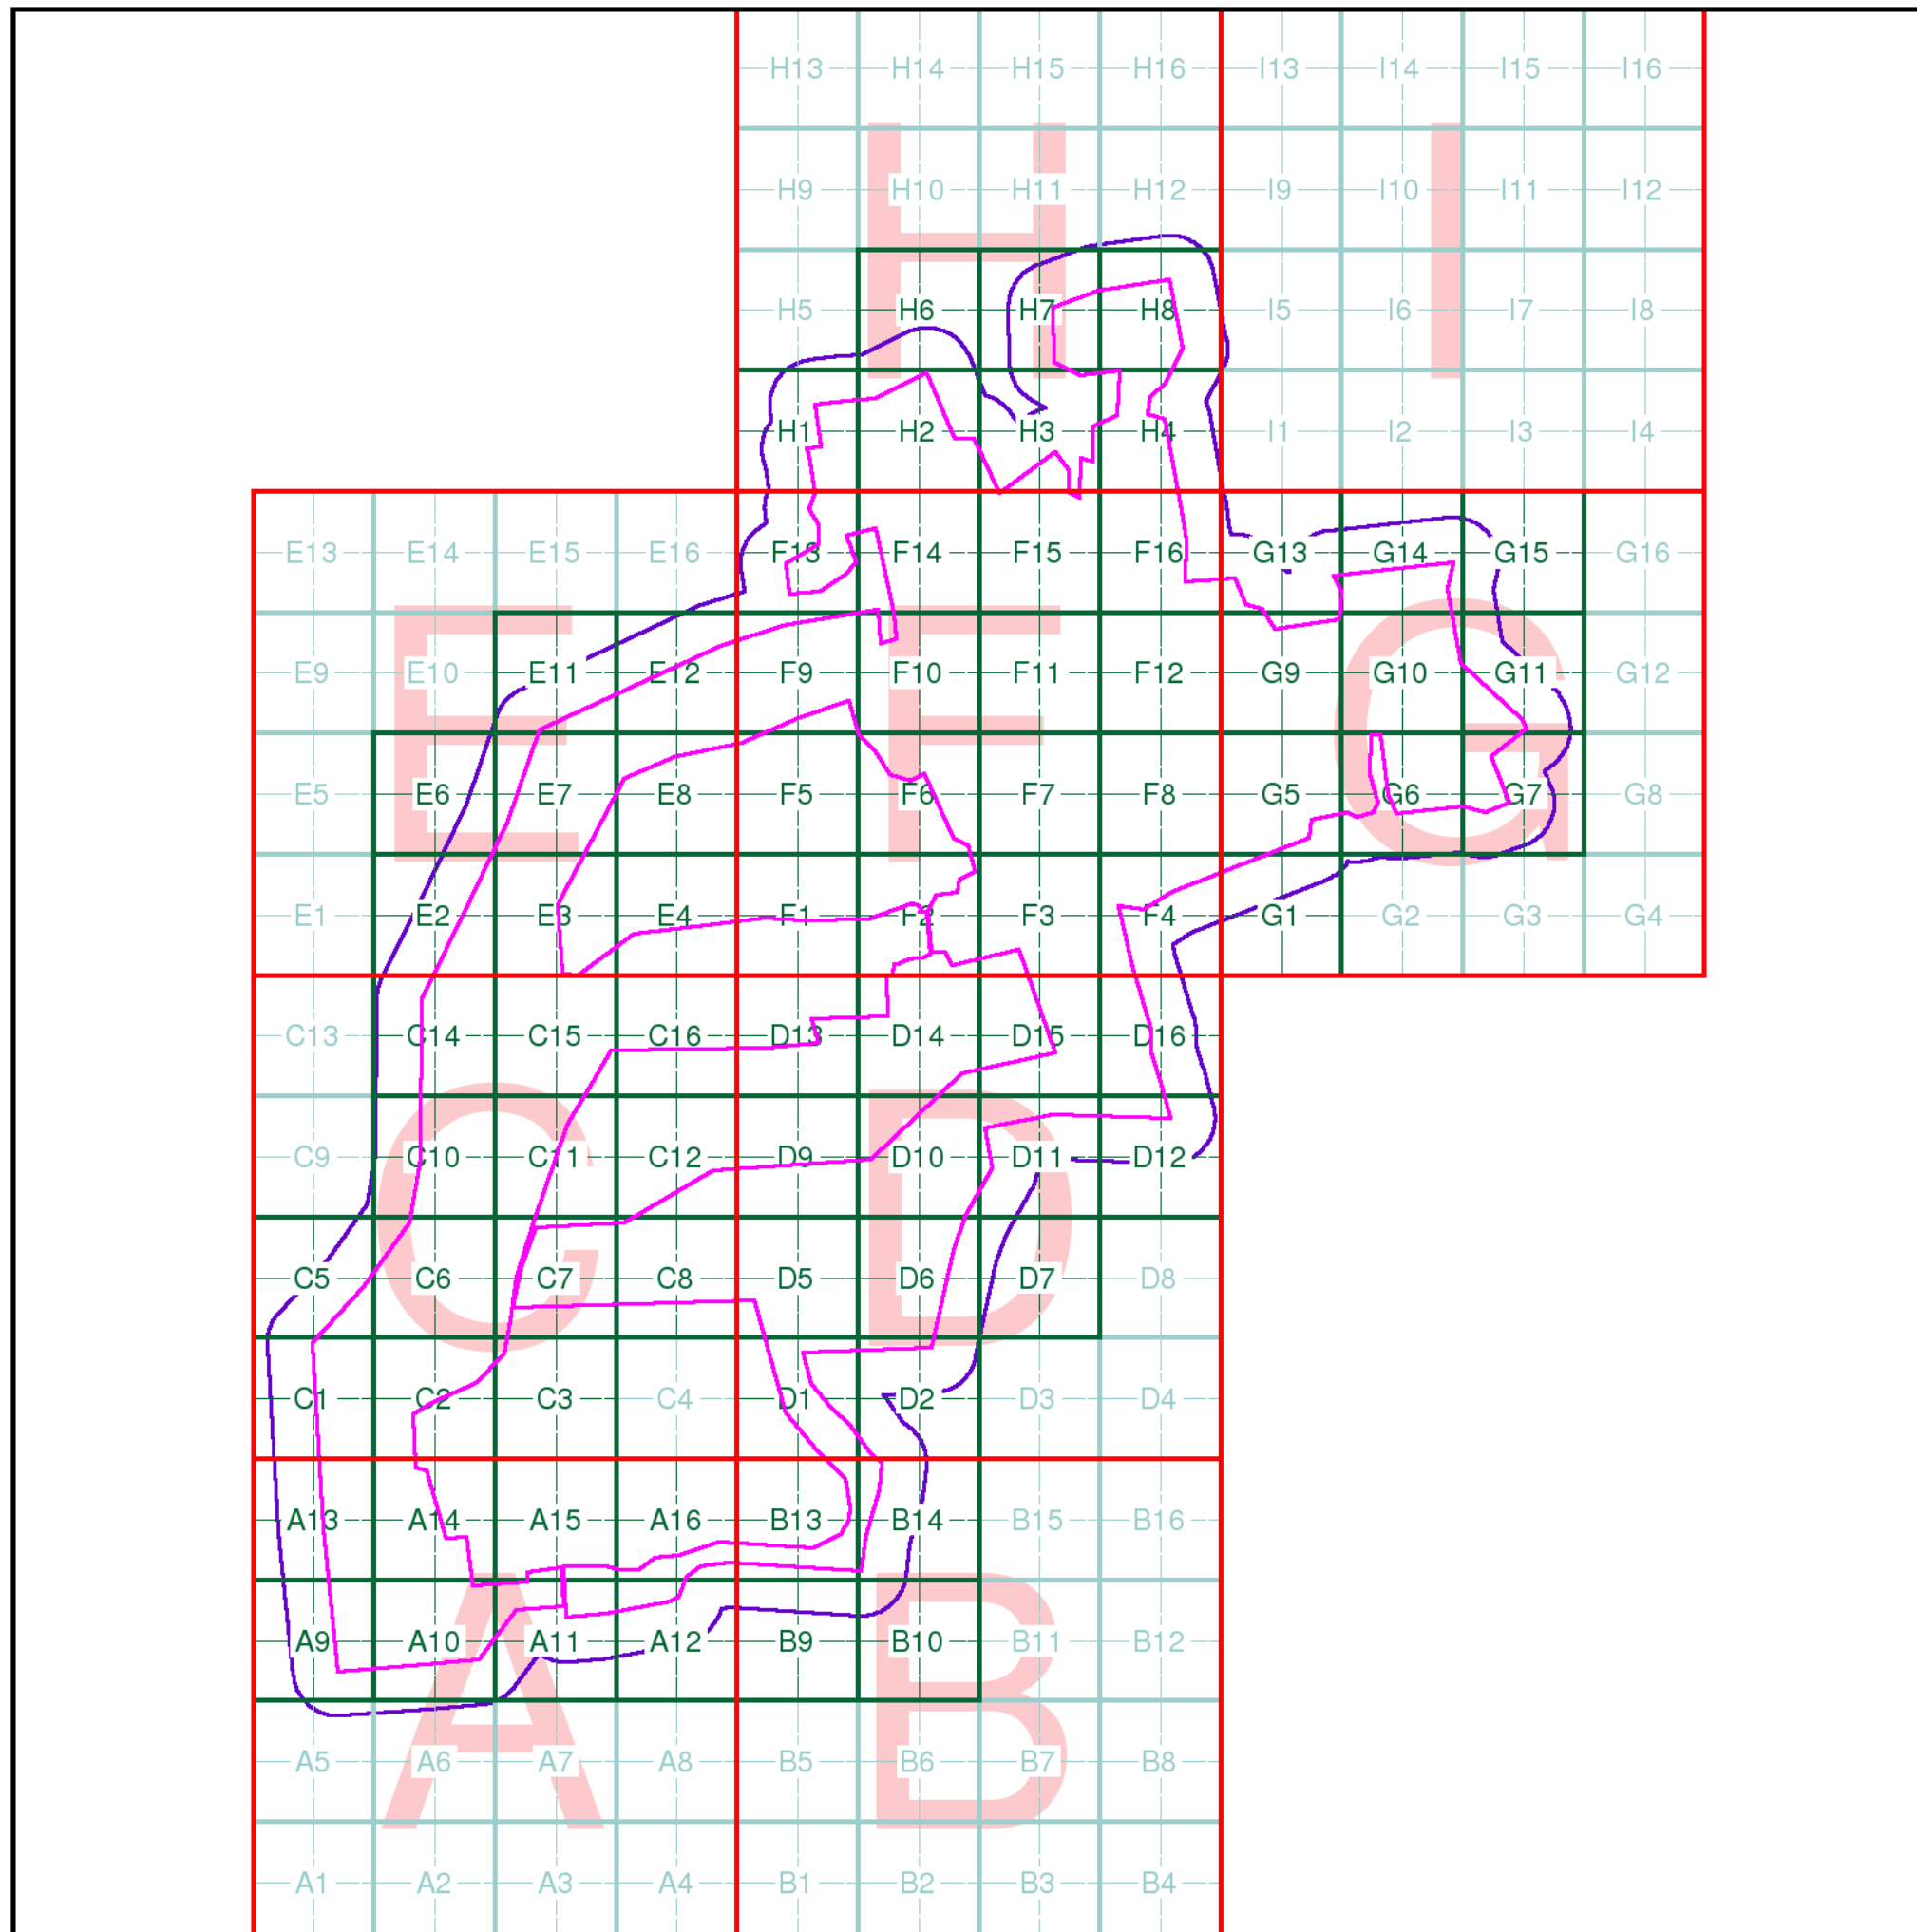 H13 H14 H15 H16 I13 I14 I15 I16
H9 H10 H11 H12 I9 I10 I11 I12
H I
H5 H6 H7 H8 I5 I6 I7 I8
H1 H2 H3 H4 I1 I2 I3 I4
E13 E14 E15 E16 F13 F14 F15 F16 G13 G14 G15 G16
E9 E10 E11 E12 F9 F10 F11 F12 G9 G10 G11 G12
E F G
E5 E6 E7 E8 F5 F6 F7 F8 G5 G6 G7 G8
E1 E2 E3 E4 F1 F2 F3 F4 G1 G2 G3 G4
C13 C14 C15 C16 D13 D14 D15 D16
C9 C10 C11 C12 D9 D10 D11 D12
C D
C5 C6 C7 C8 D5 D6 D7 D8
C1 C2 C3 C4 D1 D2 D3 D4
A13 A14 A15 A16 B13 B14 B15 B16
A9 A10 A11 A12 B9 B10 B11 B12
A B
A5 A6 A7 A8 B5 B6 B7 B8
A1 A2 A3 A4 B1 B2 B3 B4